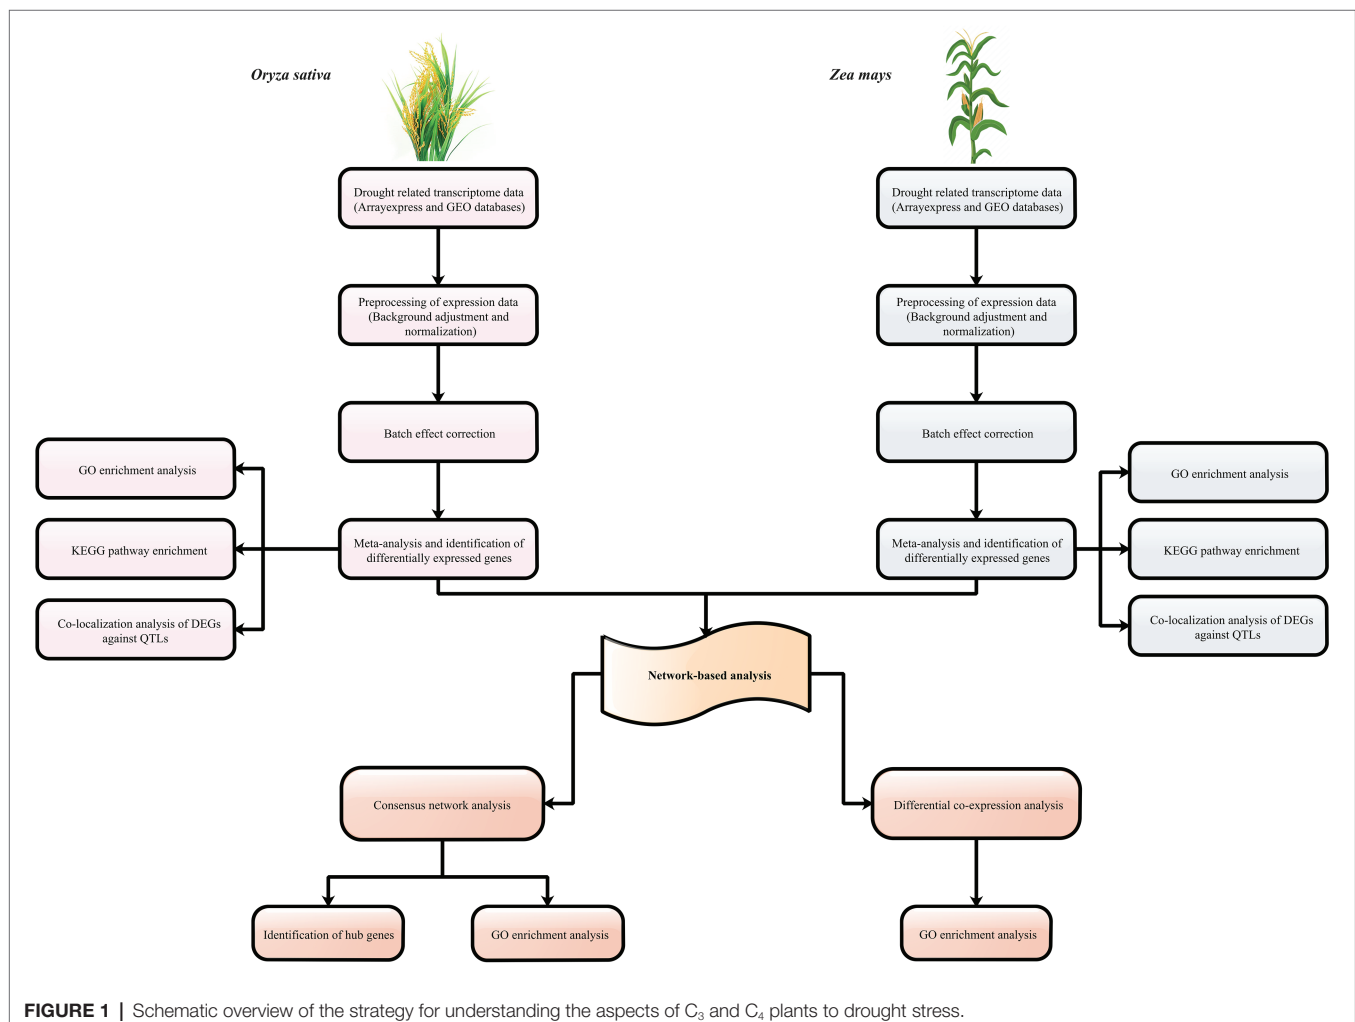 Oryza sativa
Zea mays
Drought related transcriptome data
(Arrayexpress and GEO databases)
Drought related transcriptome data
(Arrayexpress and GEO databases)
Preprocessing of expression data
(Background adjustment and
normalization)
Preprocessing of expression data
(Background adjustment and
normalization)
Batch effect correction
Batch effect correction
GO enrichment analysis
KEGG pathway enrichment
Co-localization analysis of DEGs
against QTLs
Meta-analysis and identification of
differentially expressed genes
Meta-analysis and identification of
differentially expressed genes
GO enrichment analysis
KEGG pathway enrichment
Co-localization analysis of DEGs
against QTLs
Network-based analysis
Consensus network analysis
Differential co-expression analysis
Identification of hub genes
GO enrichment analysis
GO enrichment analysis
FIGURE 1 | Schematic overview of the strategy for understanding the aspects of C₃ and C₄ plants to drought stress.